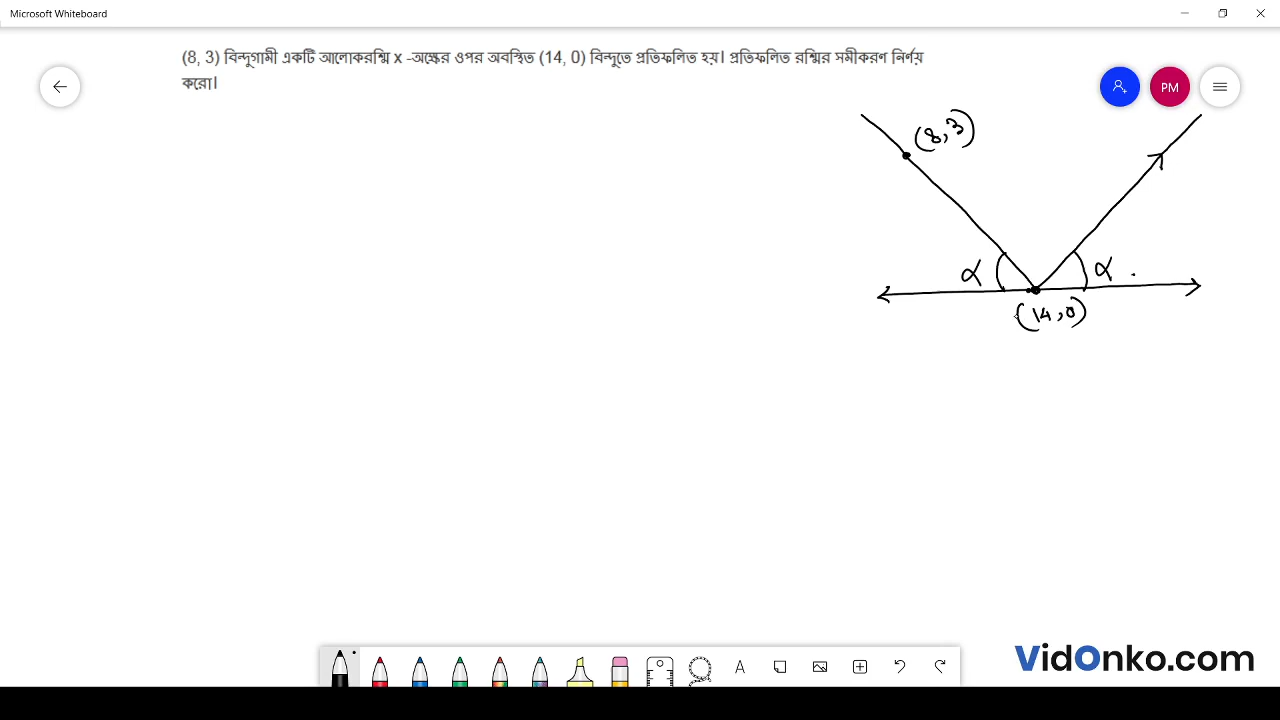 Microsoft Whiteboard
(8, 3) বিন্দুগামী একটি আলোকরশ্মি x -অক্ষের ওপর অবস্থিত (14, 0) বিন্দুতে প্রতিফলিত হয়। প্রতিফলিত রশ্মির সমীকরণ নির্ণয়
করো।
PM
(8,3)
α α
(14,0)
A
VidOnko.com